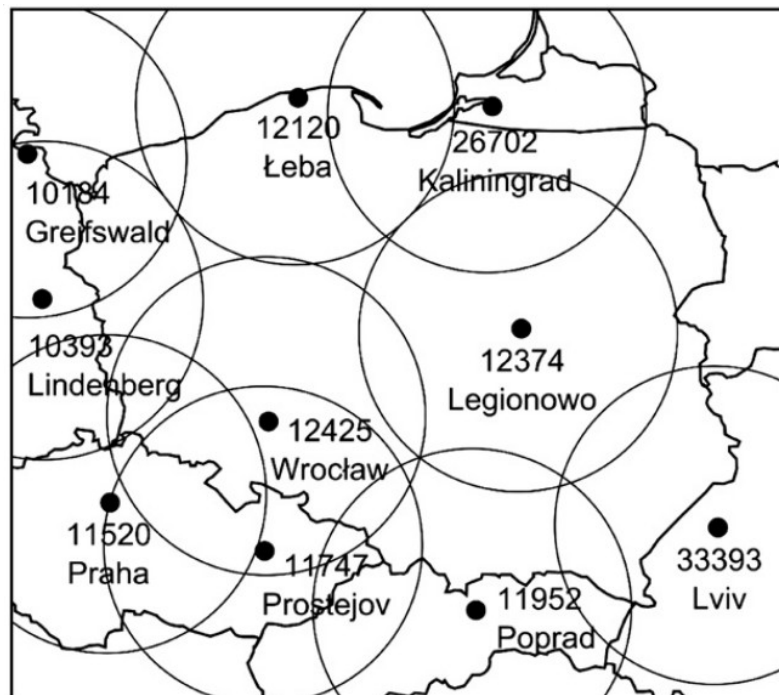 12120
Łeba
26702
Kaliningrad
10184
Greifswald
10393
Lindenberg
12374
Legionowo
12425
Wrocław
11520
Praha
11747
Prostejov
11952
Poprad
33393
Lviv